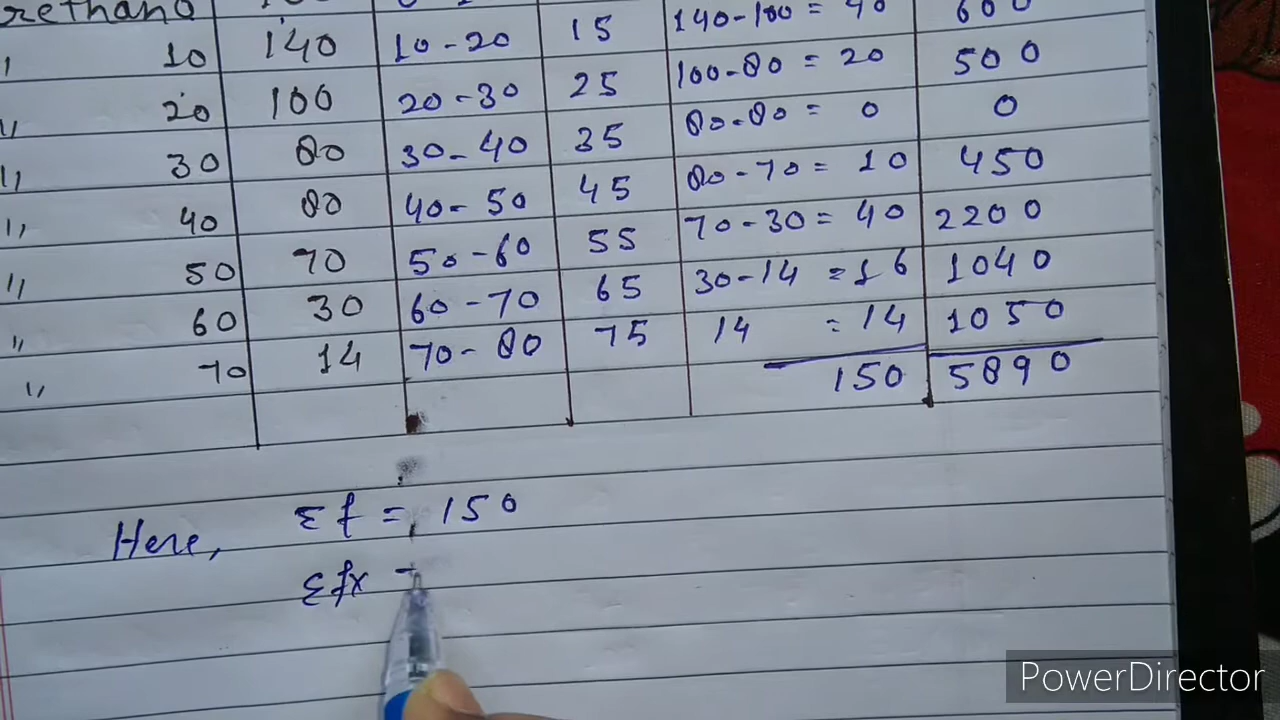 rethano
" 10 140 10-20 15 140-100 = 40 600
" 20 100 20-30 25 100-80 = 20 500
" 30 80 30-40 35 80-80 = 0 0
" 40 80 40-50 45 80-70 = 10 450
" 50 70 50-60 55 70-30 = 40 2200
" 60 30 60-70 65 30-14 = 16 1040
" 70 14 70-80 75 14 = 14 1050
150 5890
Here, Σf = 150
Σfx =
PowerDirector